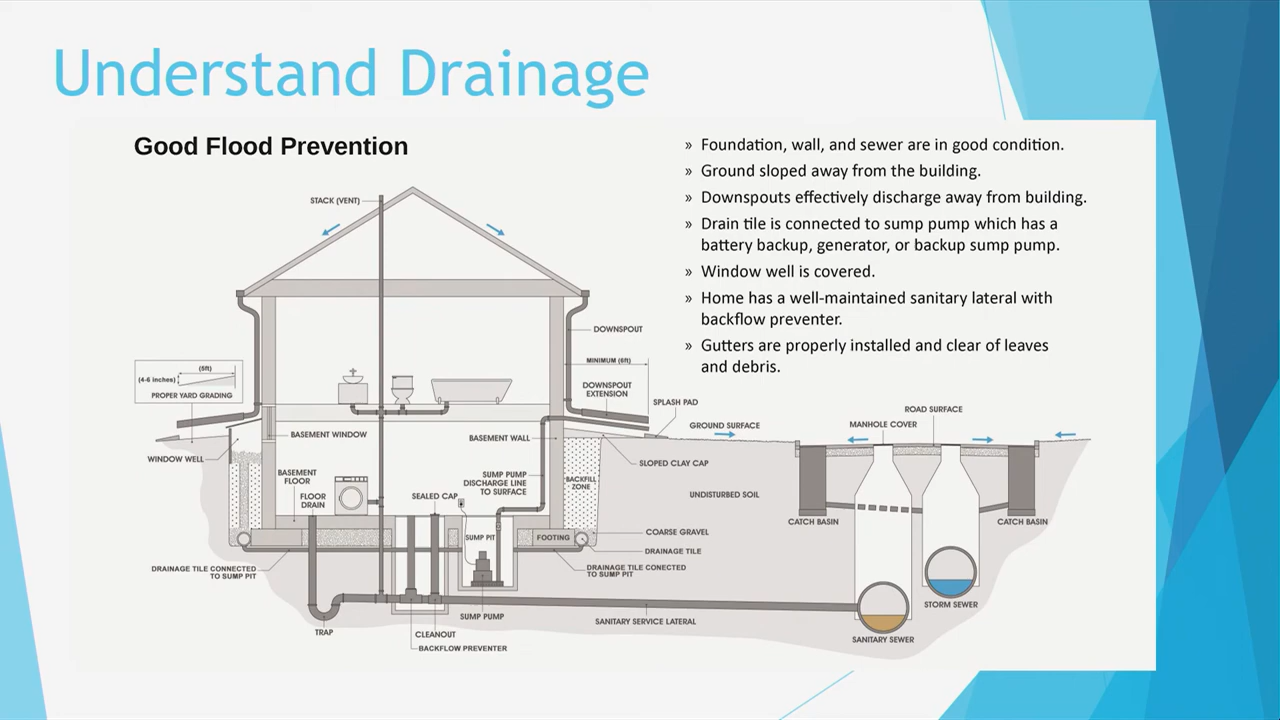 Understand Drainage
Good Flood Prevention
» Foundation, wall, and sewer are in good condition.
» Ground sloped away from the building.
» Downspouts effectively discharge away from building.
» Drain tile is connected to sump pump which has a
battery backup, generator, or backup sump pump.
» Window well is covered.
» Home has a well-maintained sanitary lateral with
backflow preventer.
» Gutters are properly installed and clear of leaves
and debris.
STACK (VENT)
DOWNSPOUT
MINIMUM (6ft)
(5ft)
(4-6 inches)
PROPER YARD GRADING
DOWNSPOUT
EXTENSION
SPLASH PAD
GROUND SURFACE
ROAD SURFACE
MANHOLE COVER
BASEMENT WINDOW
BASEMENT WALL
WINDOW WELL
SLOPED CLAY CAP
BASEMENT
FLOOR
FLOOR
DRAIN
SUMP PUMP
DISCHARGE LINE
TO SURFACE
BACKFILL
ZONE
SEALED CAP
UNDISTURBED SOIL
CATCH BASIN
CATCH BASIN
SUMP PIT
FOOTING
COARSE GRAVEL
DRAINAGE TILE
DRAINAGE TILE CONNECTED
TO SUMP PIT
DRAINAGE TILE CONECTED
TO SUMP PIT
STORM SEWER
SUMP PUMP
SANITARY SERVICE LATERAL
TRAP
CLEANOUT
SANITARY SEWER
BACKFLOW PREVENTER